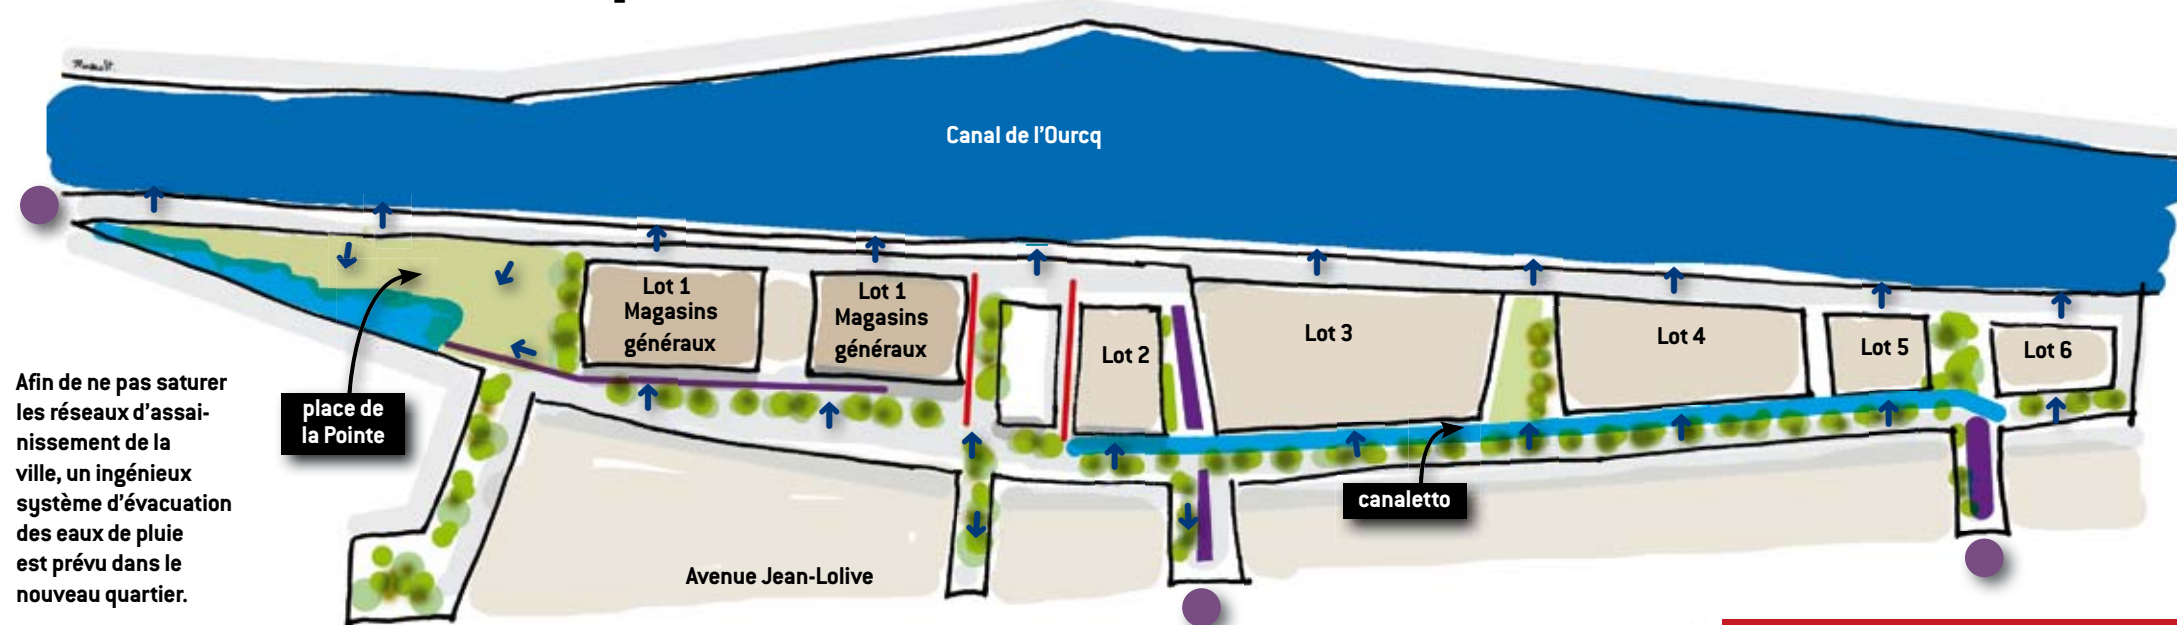 Canal de l'Ourcq
Lot 1
Magasins
généraux
Lot 1
Magasins
généraux
Lot 2
Lot 3
Lot 4
Lot 5
Lot 6
Afin de ne pas saturer
les réseaux d'assai-
nissement de la
ville, un ingénieux
système d'évacuation
des eaux de pluie
est prévu dans le
nouveau quartier.
place de
la Pointe
canaletto
Avenue Jean-Lolive